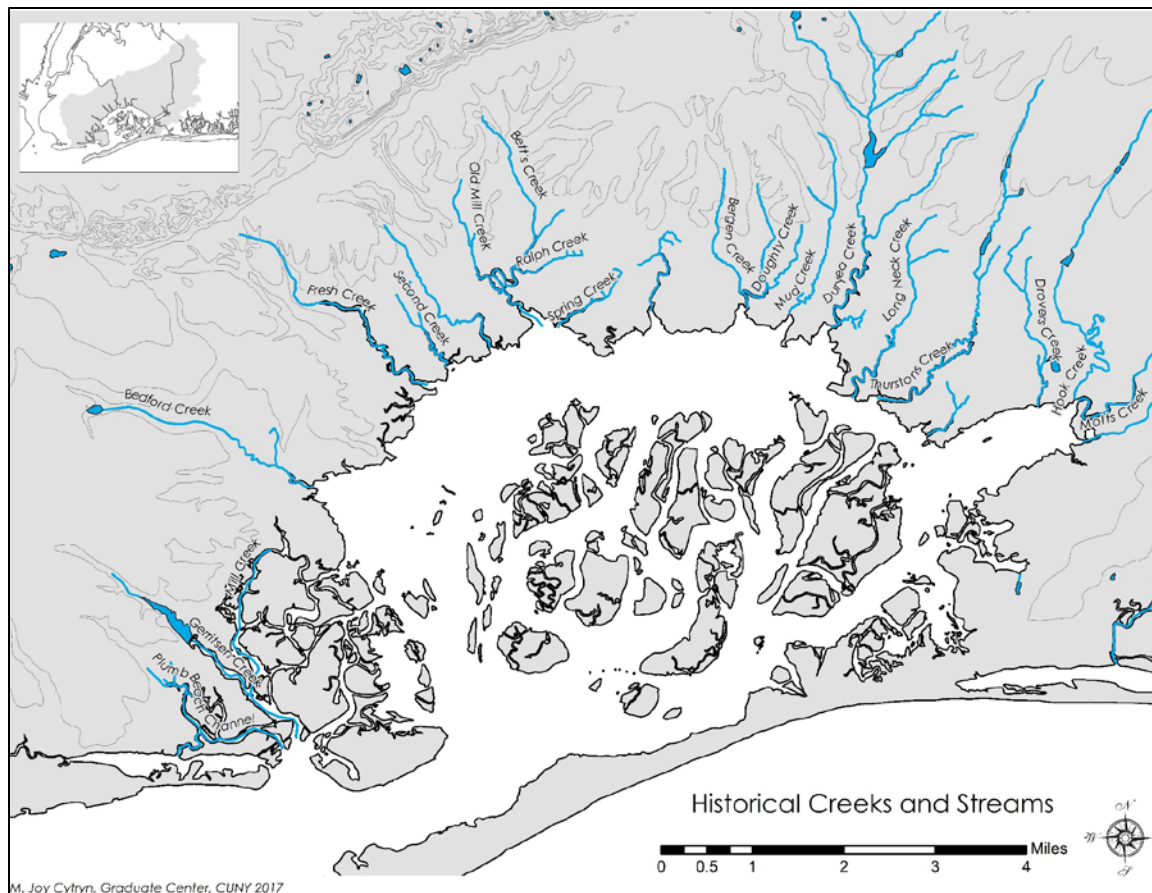 Bett's Creek
Old Mill Creek
Ralph Creek
Fresh Creek
Second Creek
Spring Creek
Bergen Creek
Doughty Creek
Mud Creek
Duryea Creek
Long Neck Creek
Thurstons Creek
Drovers Creek
Hook Creek
Motts Creek
Bedford Creek
Mill Creek
Gerritsen Creek
Plumb Beach
Channel
Historical Creeks and Streams
N
W
S
Miles
0 0.5 1 2 3 4
M. Joy Cytryn, Graduate Center, CUNY 2017